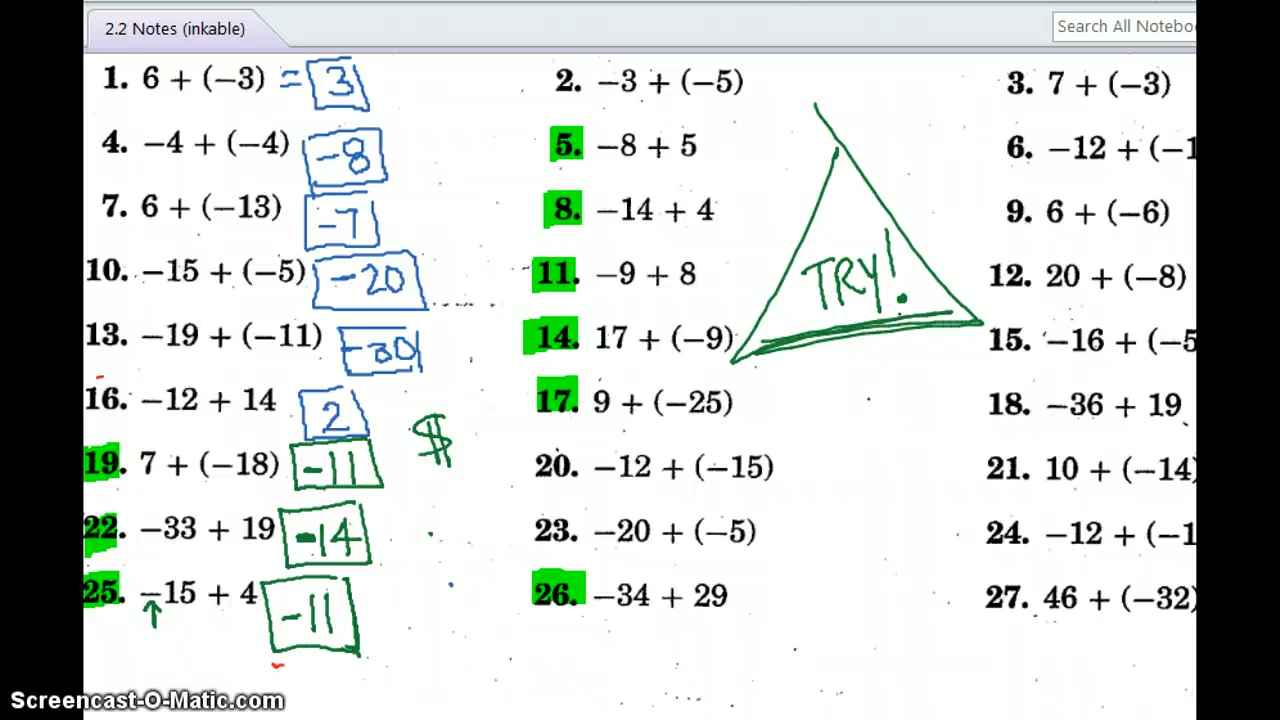 2.2 Notes (inkable)
Search All Notebo
1. 6 + (−3) = 3
2. −3 + (−5)
3. 7 + (−3)
4. −4 + (−4) -8
5. −8 + 5
6. −12 + (−1
7. 6 + (−13) -7
8. −14 + 4
9. 6 + (−6)
10. −15 + (−5) -20
11. −9 + 8
12. 20 + (−8)
TRY!
13. −19 + (−11) -30
14. 17 + (−9)
15. −16 + (−5
16. −12 + 14 2
17. 9 + (−25)
18. −36 + 19
19. 7 + (−18) -11 $
20. −12 + (−15)
21. 10 + (−14)
22. −33 + 19 -14
23. −20 + (−5)
24. −12 + (−1
25. −15 + 4 -11
26. −34 + 29
27. 46 + (−32)
Screencast-O-Matic.com